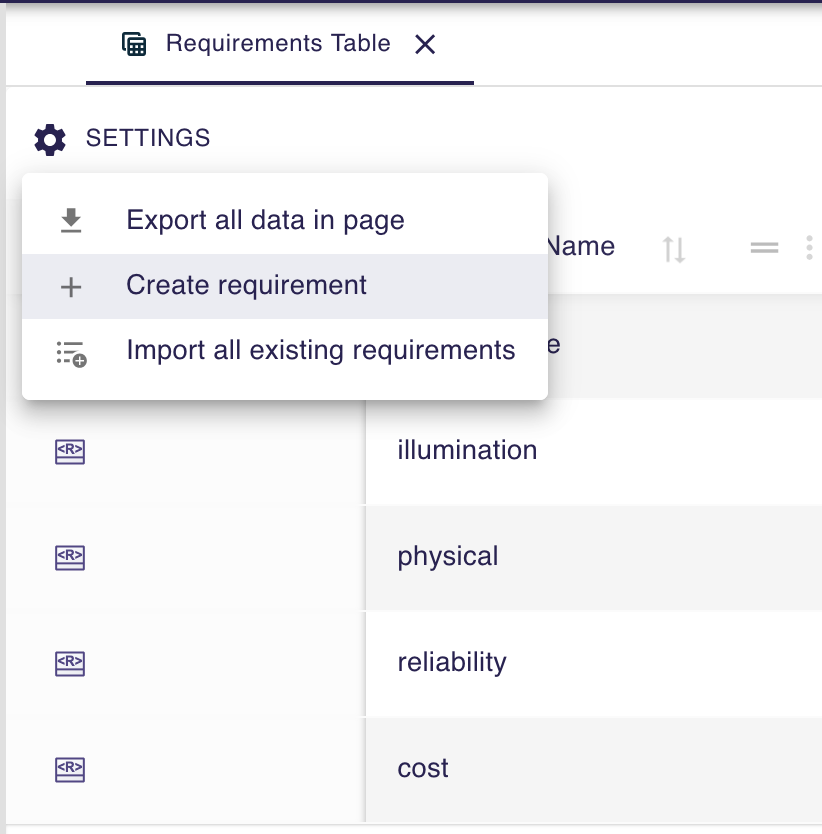 Requirements Table
SETTINGS
Export all data in page
Name
Create requirement
Import all existing requirements
e
<R>
illumination
<R>
physical
<R>
reliability
<R>
cost